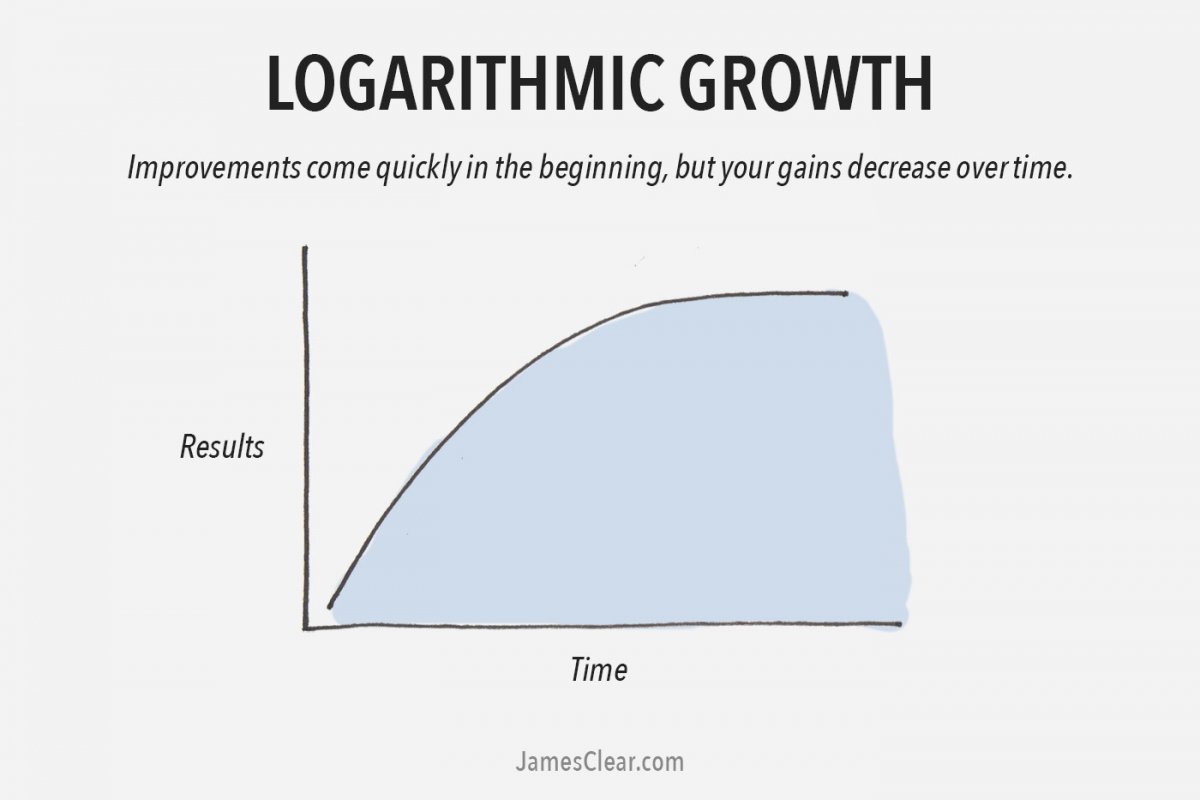 LOGARITHMIC GROWTH
Improvements come quickly in the beginning, but your gains decrease over time.
Results
Time
JamesClear.com